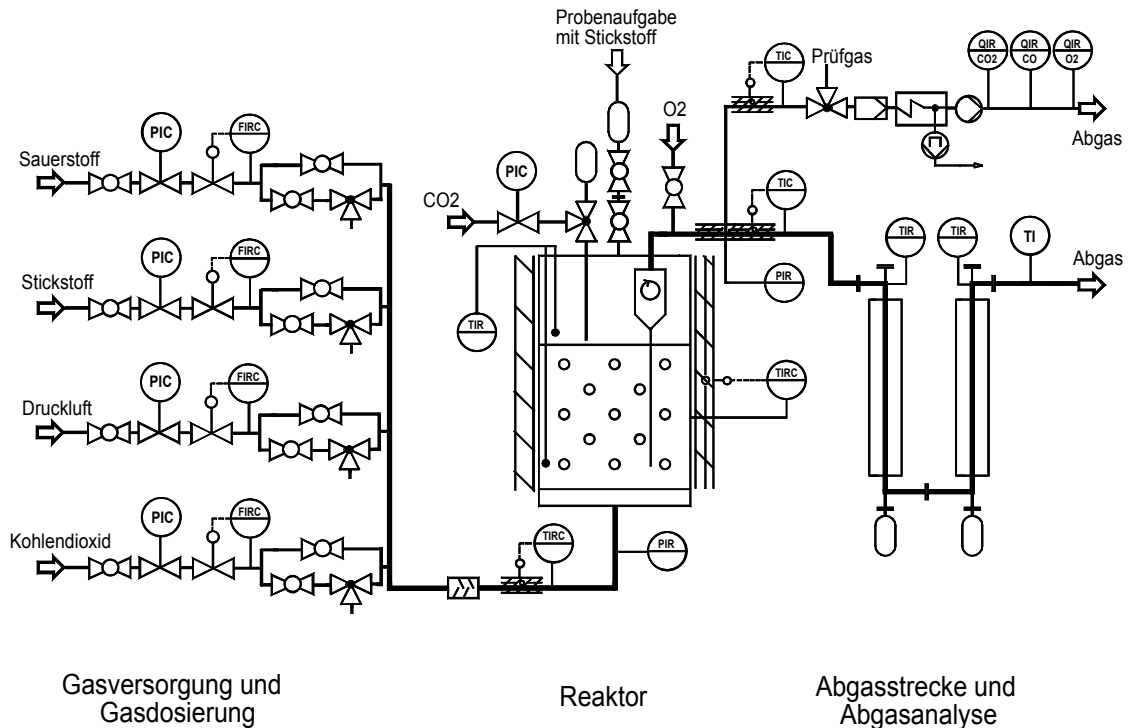 Probenaufgabe
mit Stickstoff
TIC
Prüfgas
QIR
CO2
QIR
CO
QIR
O2
Abgas
O2
PIC
FIRC
Sauerstoff
PIC
CO2
TIC
PIC
FIRC
Stickstoff
TIR
TIR
TI
Abgas
PIR
TIR
PIC
FIRC
Druckluft
TIRC
PIC
FIRC
Kohlendioxid
TIRC
PIR
Gasversorgung und
Gasdosierung
Reaktor
Abgasstrecke und
Abgasanalyse